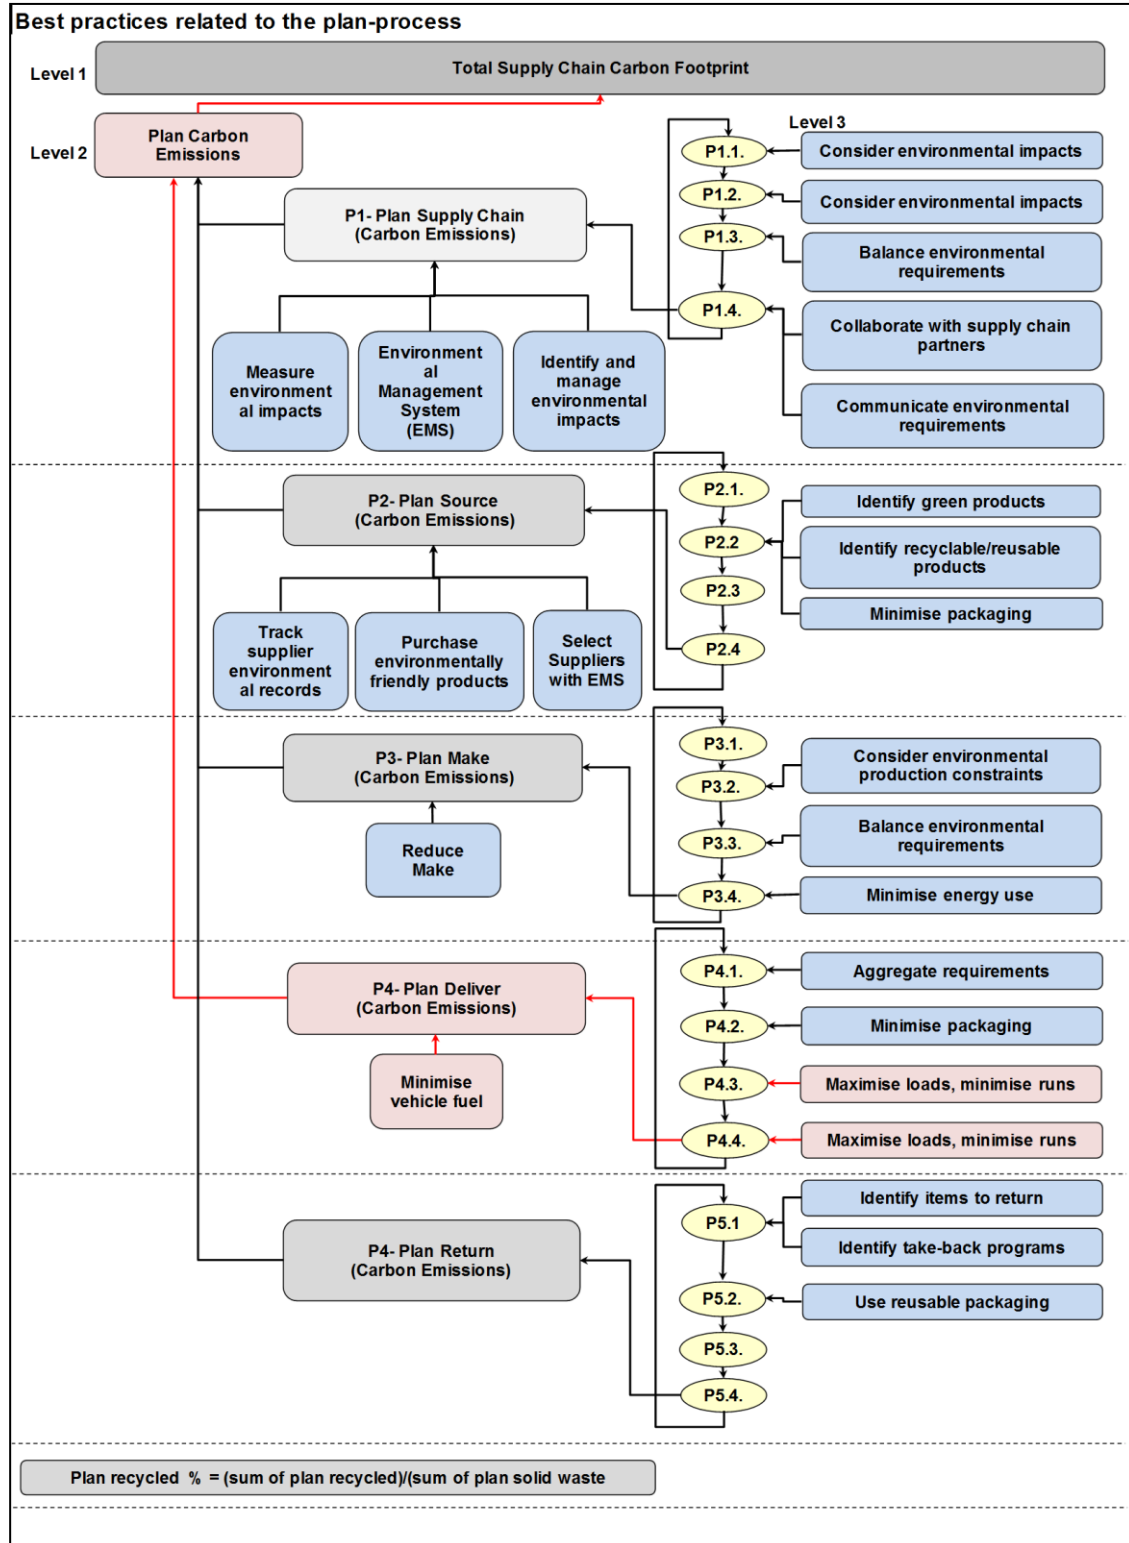 Best practices related to the plan-process
Level 1
Total Supply Chain Carbon Footprint
Level 2
Plan Carbon
Emissions
Level 3
P1.1.
Consider environmental impacts
P1.2.
Consider environmental impacts
P1- Plan Supply Chain
(Carbon Emissions)
P1.3.
Balance environmental
requirements
P1.4.
Collaborate with supply chain
partners
Communicate environmental
requirements
Measure
environment
al impacts
Environment
al
Management
System
(EMS)
Identify and
manage
environmental
impacts
P2- Plan Source
(Carbon Emissions)
P2.1.
Identify green products
P2.2
Identify recyclable/reusable
products
P2.3
Minimise packaging
P2.4
Track
supplier
environment
al records
Purchase
environmentally
friendly products
Select
Suppliers
with EMS
P3- Plan Make
(Carbon Emissions)
P3.1.
Consider environmental
production constraints
P3.2.
P3.3.
Balance environmental
requirements
Reduce
Make
P3.4.
Minimise energy use
P4- Plan Deliver
(Carbon Emissions)
P4.1.
Aggregate requirements
P4.2.
Minimise packaging
Minimise
vehicle fuel
P4.3.
Maximise loads, minimise runs
P4.4.
Maximise loads, minimise runs
P4- Plan Return
(Carbon Emissions)
P5.1
Identify items to return
Identify take-back programs
P5.2.
Use reusable packaging
P5.3.
P5.4.
Plan recycled % = (sum of plan recycled)/(sum of plan solid waste